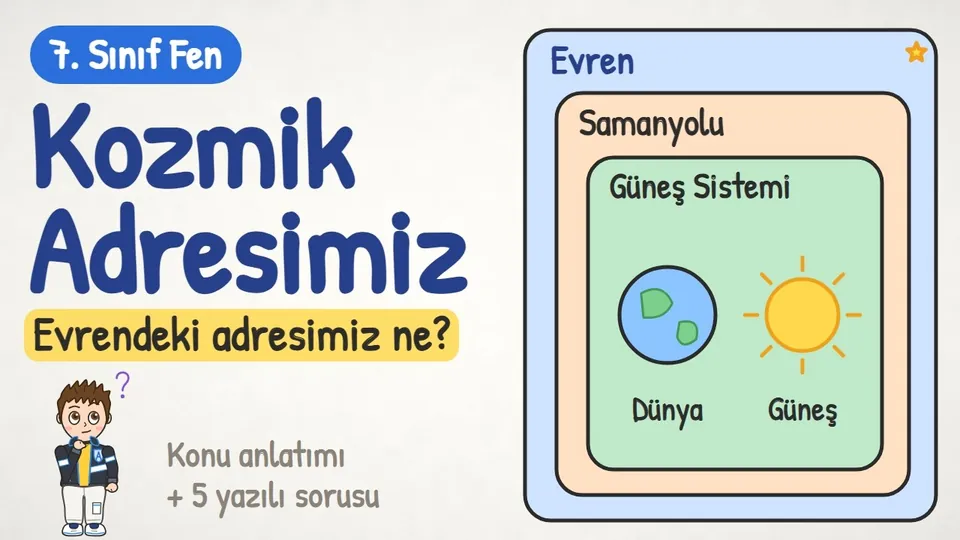 7. Sınıf Fen
Kozmik
Adresimiz
Evrendeki adresimiz ne?
?
Konu anlatımı
+ 5 yazılı sorusu
Evren
Samanyolu
Güneş Sistemi
Dünya
Güneş